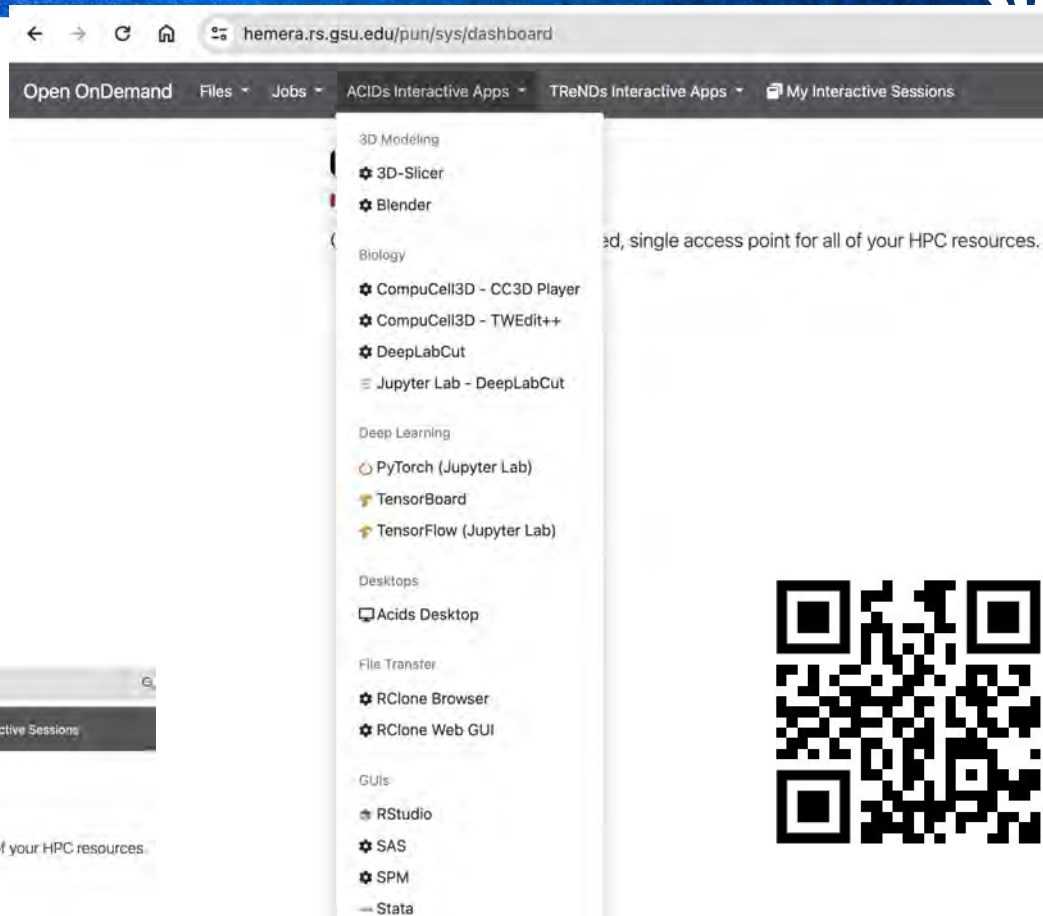 hemera.rs.gsu.edu/pun/sys/dashboard
Open OnDemand Files Jobs ACIDs Interactive Apps TReNDs Interactive Apps My Interactive Sessions
3D Modeling
3D-Slicer
Blender
ed, single access point for all of your HPC resources.
Biology
CompuCell3D - CC3D Player
CompuCell3D - TWEdit++
DeepLabCut
Jupyter Lab - DeepLabCut
Deep Learning
PyTorch (Jupyter Lab)
TensorBoard
TensorFlow (Jupyter Lab)
Desktops
Acids Desktop
File Transfer
RClone Browser
RClone Web GUI
GUIs
RStudio
SAS
SPM
Stata
ctive Sessions
f your HPC resources.